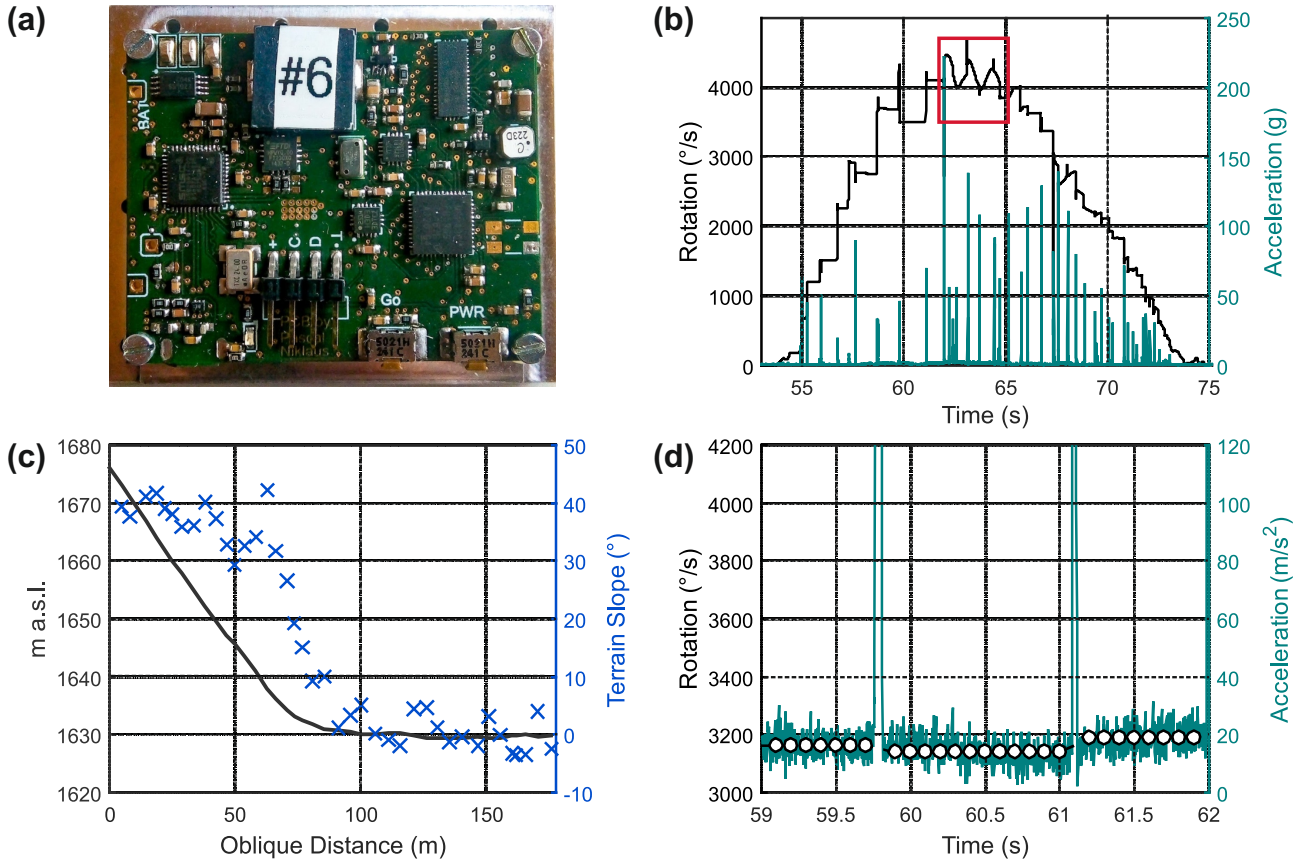 (a)
#6
BAT
+ C D -
Go
PWR
223D
5021H
241C
5021H
241C
Niklaus
(b)
Rotation (°/s)
4000
3000
2000
1000
0
55 60 65 70 75
Time (s)
250
200
150
100
50
0
Acceleration (g)
(c)
m a.s.l.
1680
1670
1660
1650
1640
1630
1620
0 50 100 150
Oblique Distance (m)
50
40
30
20
10
0
-10
Terrain Slope (°)
(d)
Rotation (°/s)
4200
4000
3800
3600
3400
3200
3000
59 59.5 60 60.5 61 61.5 62
Time (s)
120
100
80
60
40
20
0
Acceleration (m/s²)